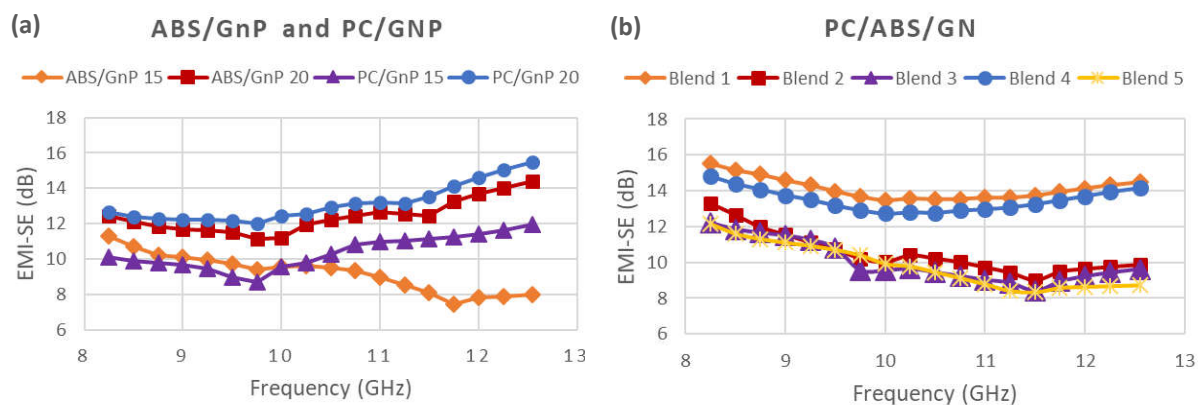 (a) ABS/GnP and PC/GNP
ABS/GnP 15 ABS/GnP 20 PC/GnP 15 PC/GnP 20
18
16
14
12
10
8
6
EMI-SE (dB)
8 9 10 11 12 13
Frequency (GHz)
(b) PC/ABS/GN
Blend 1 Blend 2 Blend 3 Blend 4 Blend 5
18
16
14
12
10
8
6
EMI-SE (dB)
8 9 10 11 12 13
Frequency (GHz)